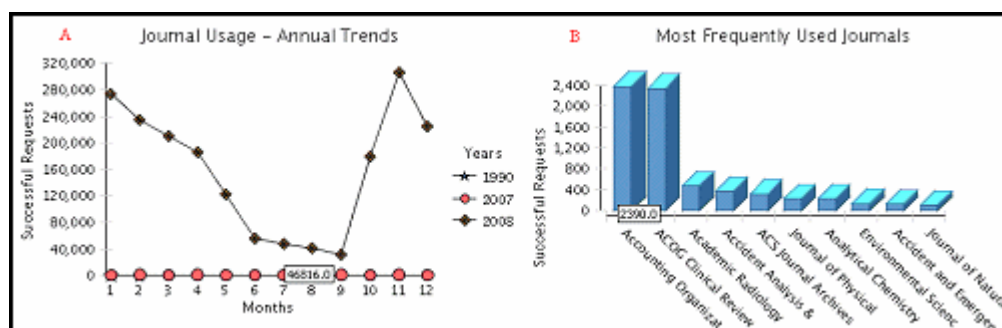 A
Journal Usage – Annual Trends
Successful Requests
320,000
280,000
240,000
200,000
160,000
120,000
80,000
40,000
0
1 2 3 4 5 6 7 8 9 10 11 12
46816.0
Months
Years
1990
2007
2008
B
Most Frequently Used Journals
Successful Requests
2,400
2,000
1,600
1,200
800
400
0
2390.0
Accounting Organizat
ACOG Clinical Review
Academic Radiology
Accident Analysis &
ACS Journal Archives
Journal of Physical
Analytical Chemistry
Environmental Scienc
Accident and Emerge
Journal of Natu